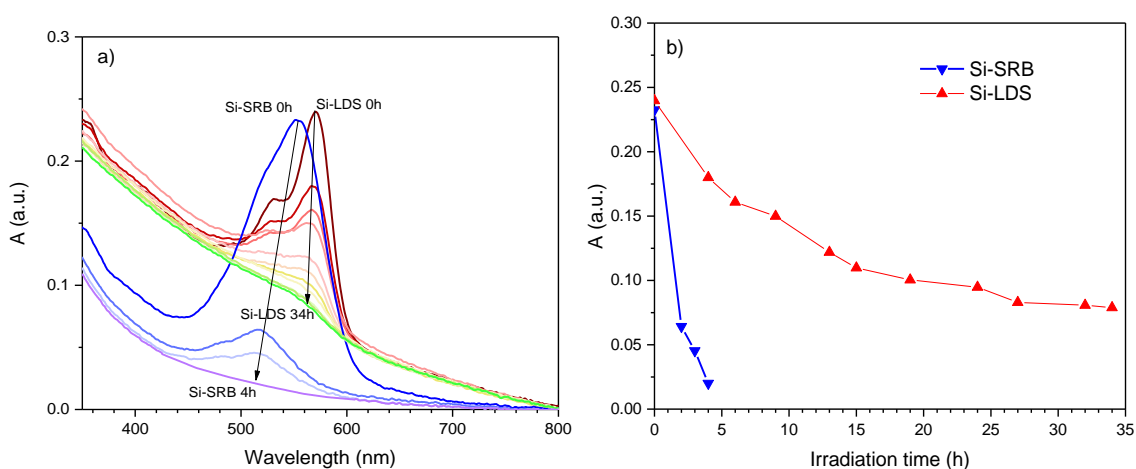 a)
Si-SRB 0h
Si-LDS 0h
Si-LDS 34h
Si-SRB 4h
0.3
0.2
0.1
0.0
A (a.u.)
400
500
600
700
800
Wavelength (nm)
b)
Si-SRB
Si-LDS
0.30
0.25
0.20
0.15
0.10
0.05
0.00
A (a.u.)
0
5
10
15
20
25
30
35
Irradiation time (h)